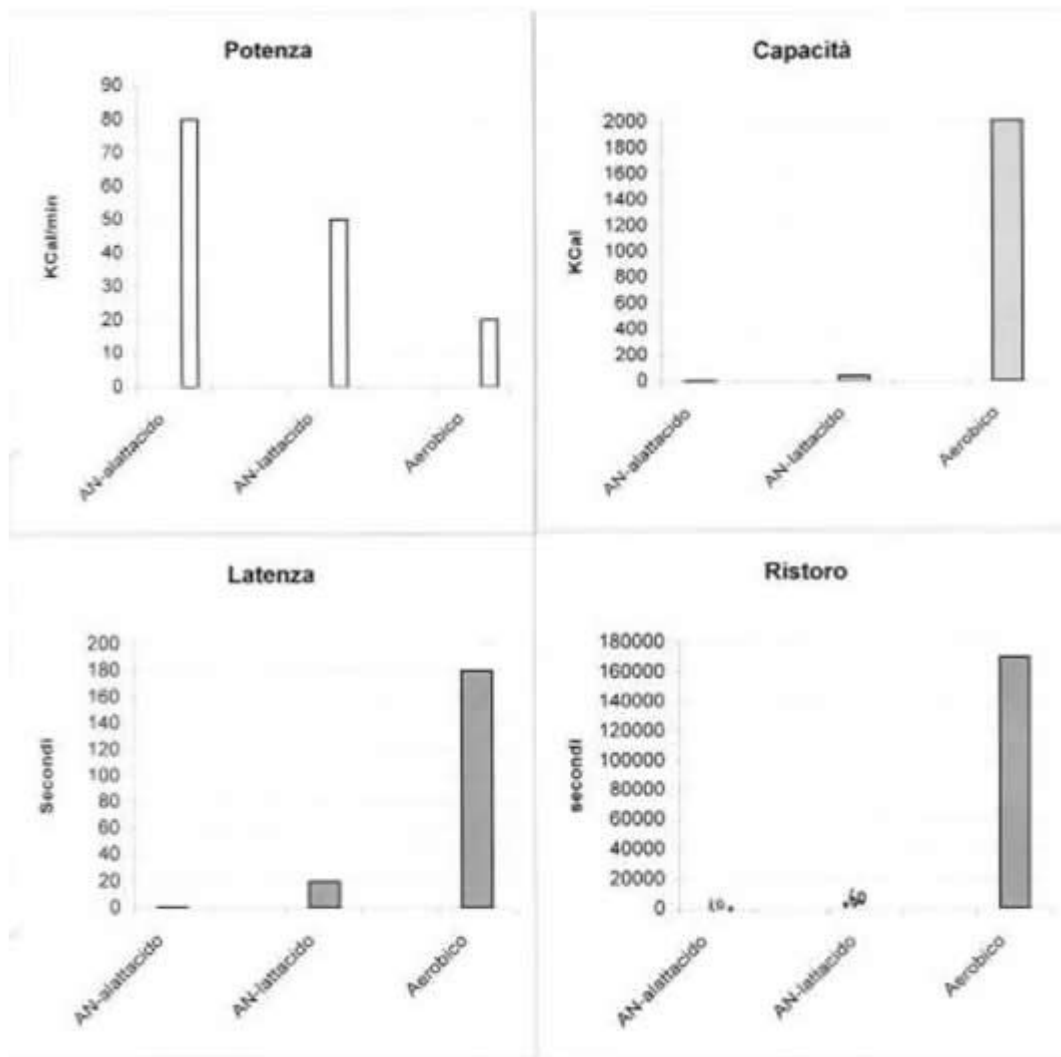 Potenza
KCal/min
90
80
70
60
50
40
30
20
10
0
AN-alattacido
AN-lattacido
Aerobico
Capacità
KCal
2000
1800
1600
1400
1200
1000
800
600
400
200
0
AN-alattacido
AN-lattacido
Aerobico
Latenza
Secondi
200
180
160
140
120
100
80
60
40
20
0
AN-alattacido
AN-lattacido
Aerobico
Ristoro
secondi
180000
160000
140000
120000
100000
80000
60000
40000
20000
0
AN-alattacido
AN-lattacido
Aerobico